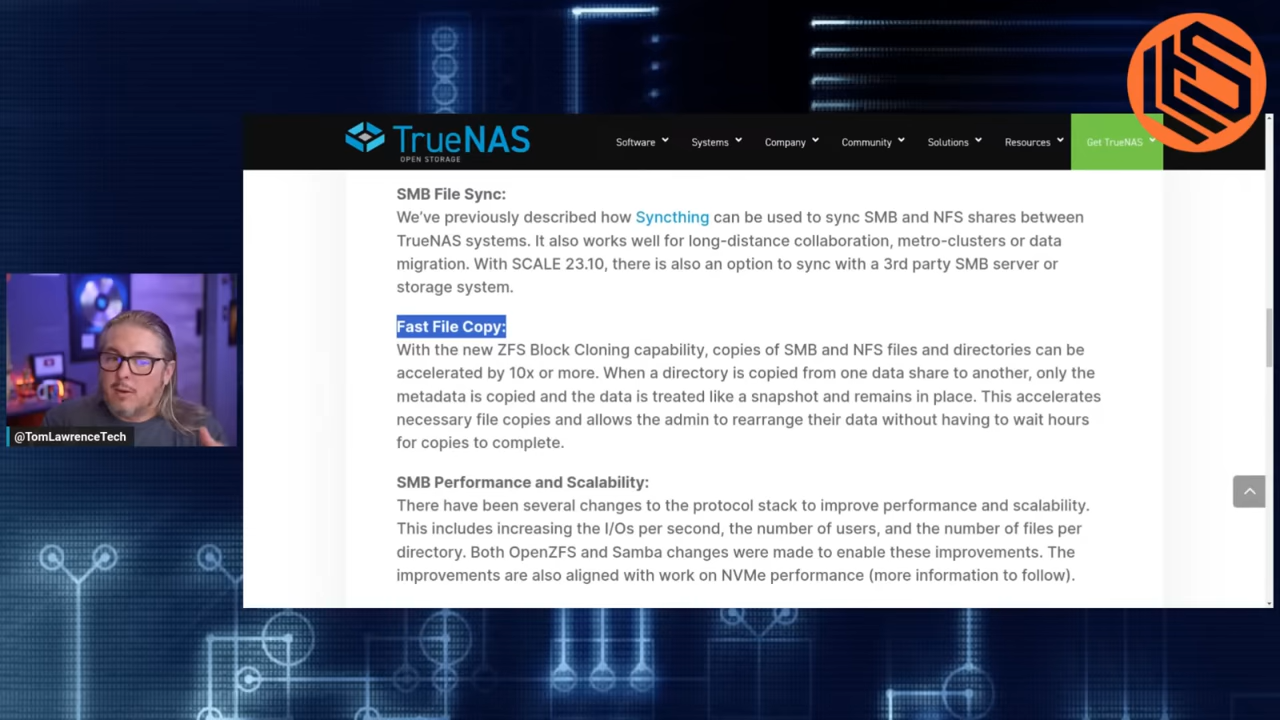 TrueNAS
OPEN STORAGE
Software
Systems
Company
Community
Solutions
Resources
Get TrueNAS
SMB File Sync:
We've previously described how Syncthing can be used to sync SMB and NFS shares between
TrueNAS systems. It also works well for long-distance collaboration, metro-clusters or data
migration. With SCALE 23.10, there is also an option to sync with a 3rd party SMB server or
storage system.
Fast File Copy:
With the new ZFS Block Cloning capability, copies of SMB and NFS files and directories can be
accelerated by 10x or more. When a directory is copied from one data share to another, only the
metadata is copied and the data is treated like a snapshot and remains in place. This accelerates
necessary file copies and allows the admin to rearrange their data without having to wait hours
for copies to complete.
SMB Performance and Scalability:
There have been several changes to the protocol stack to improve performance and scalability.
This includes increasing the I/Os per second, the number of users, and the number of files per
directory. Both OpenZFS and Samba changes were made to enable these improvements. The
improvements are also aligned with work on NVMe performance (more information to follow).
@TomLawrenceTech